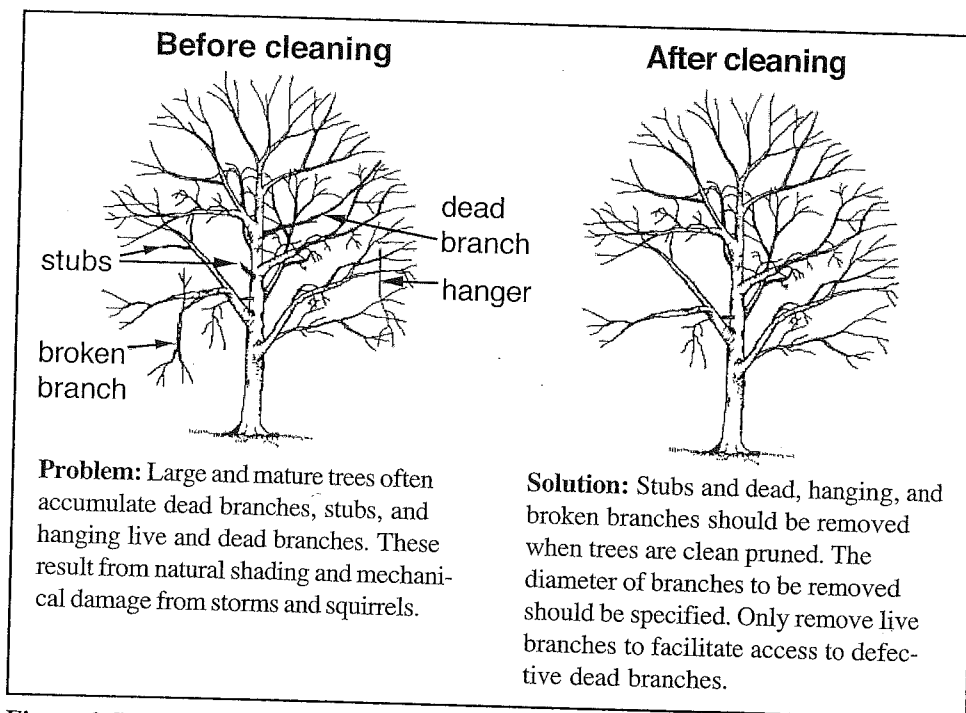 Before cleaning
After cleaning
dead
branch
stubs
hanger
broken
branch
Problem: Large and mature trees often
accumulate dead branches, stubs, and
hanging live and dead branches. These
result from natural shading and mechani-
cal damage from storms and squirrels.
Solution: Stubs and dead, hanging, and
broken branches should be removed
when trees are clean pruned. The
diameter of branches to be removed
should be specified. Only remove live
branches to facilitate access to defec-
tive dead branches.